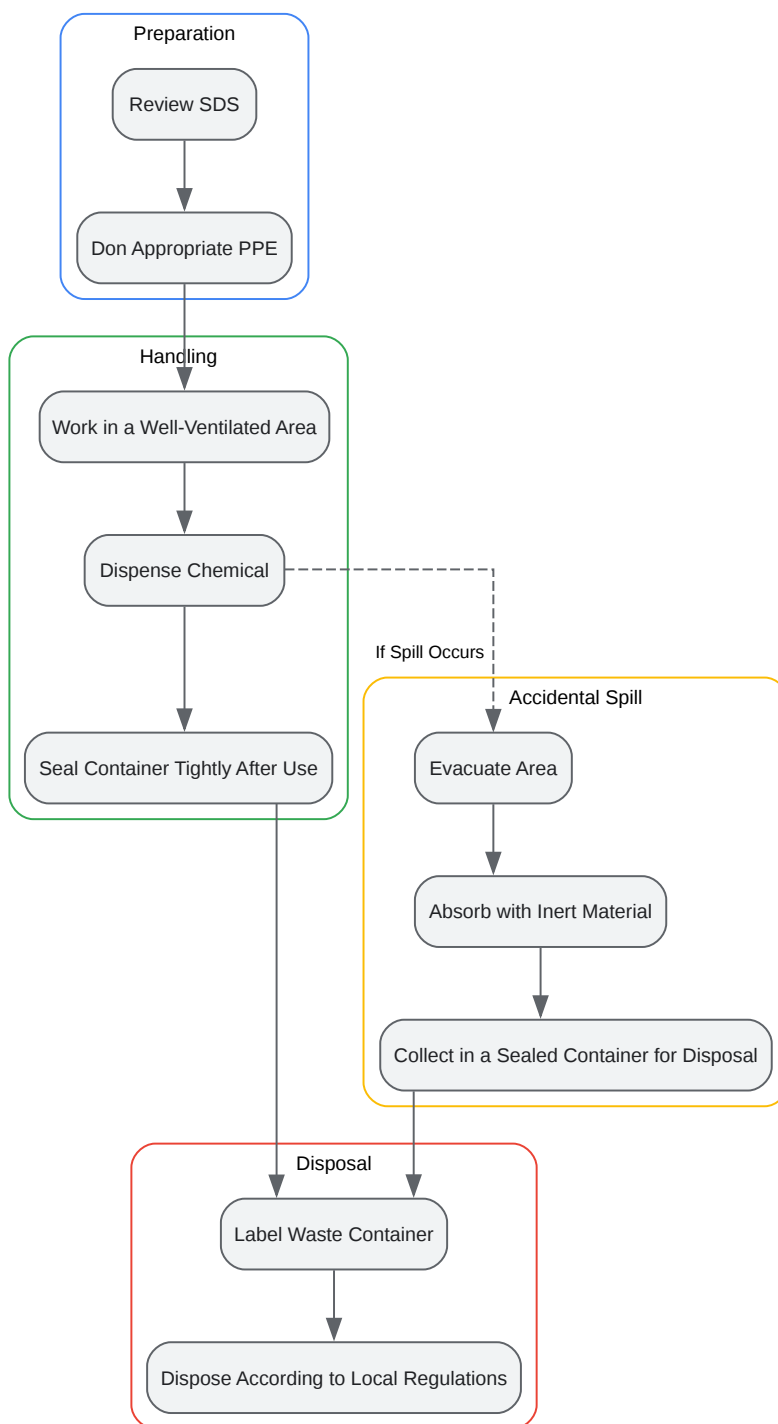 Preparation
Review SDS
Don Appropriate PPE
Handling
Work in a Well-Ventilated Area
Dispense Chemical
If Spill Occurs
Accidental Spill
Seal Container Tightly After Use
Evacuate Area
Absorb with Inert Material
Collect in a Sealed Container for Disposal
Disposal
Label Waste Container
Dispose According to Local Regulations